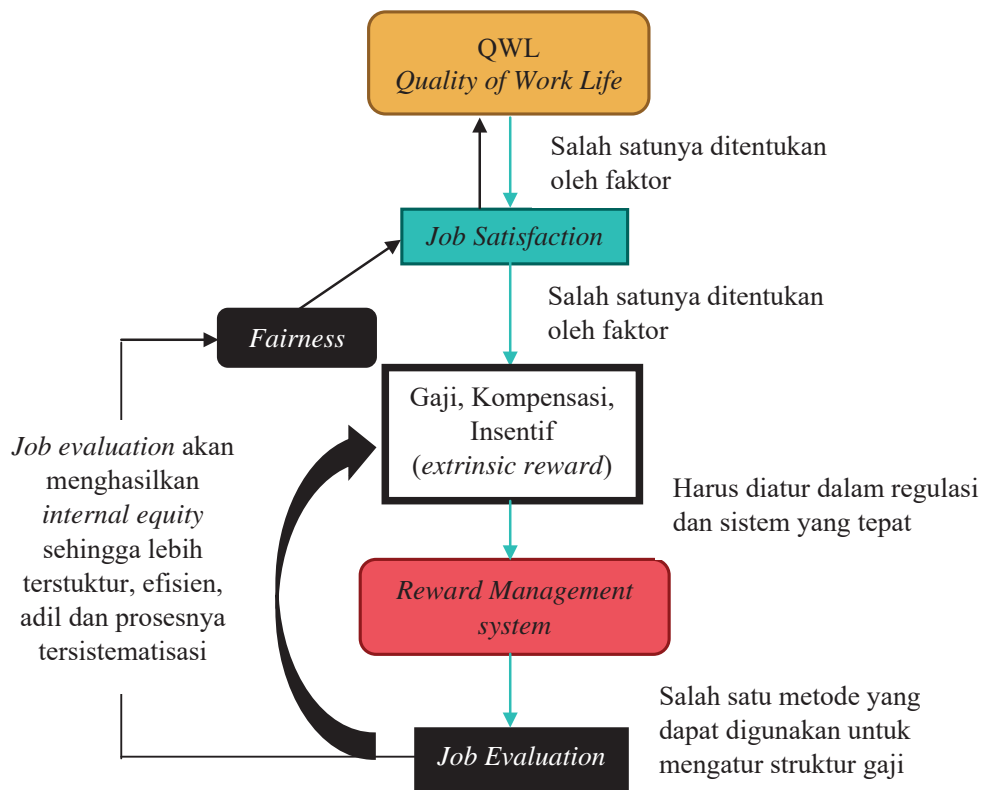 QWL
Quality of Work Life
Salah satunya ditentukan
oleh faktor
Job Satisfaction
Salah satunya ditentukan
oleh faktor
Fairness
Gaji, Kompensasi,
Insentif
(extrinsic reward)
Job evaluation akan
menghasilkan
internal equity
sehingga lebih
terstuktur, efisien,
adil dan prosesnya
tersistematisasi
Harus diatur dalam regulasi
dan sistem yang tepat
Reward Management
system
Salah satu metode yang
dapat digunakan untuk
mengatur struktur gaji
Job Evaluation